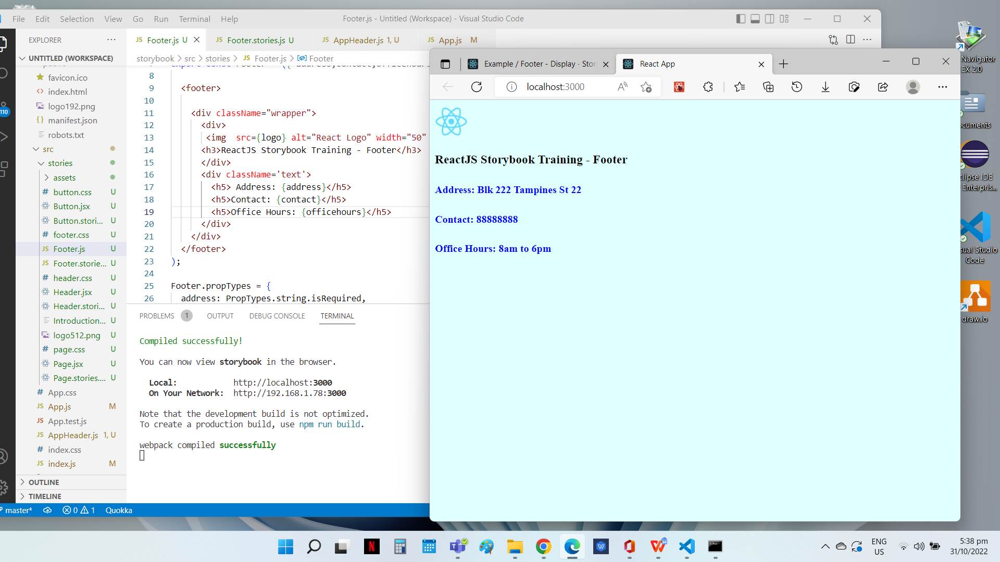 File Edit Selection View Go Run Terminal Help
Footer.js - Untitled (Workspace) - Visual Studio Code
EXPLORER
JS Footer.js U
JS Footer.stories.js U
JS AppHeader.js 1, U
JS App.js M
UNTITLED (WORKSPACE)
storybook > src > stories > JS Footer.js > Footer
favicon.ico
index.html
logo192.png
manifest.json
robots.txt
src
stories
assets
# button.css U
Button.jsx U
Button.stori... U
# footer.css U
JS Footer.js U
JS Footer.storie... U
# header.css U
Header.jsx U
Header.stori... U
Introduction... U
logo512.png U
# page.css U
Page.jsx U
Page.stories.... U
# App.css
JS App.js M
JS App.test.js
JS AppHeader.js 1, U
# index.css
JS index.js M
OUTLINE
TIMELINE
110
8
9 <footer>
10
11 <div className="wrapper">
12 <div>
13 <img  src={logo} alt="React Logo" width="50"
14 <h3>ReactJS Storybook Training - Footer</h3>
15 </div>
16 <div className='text'>
17 <h5> Address: {address}</h5>
18 <h5>Contact: {contact}</h5>
19 <h5>Office Hours: {officehours}</h5>
20 </div>
21 </div>
22 </footer>
23 );
24
25 Footer.propTypes = {
26 address: PropTypes.string.isRequired,
PROBLEMS 1 OUTPUT DEBUG CONSOLE TERMINAL
Compiled successfully!
You can now view storybook in the browser.
Local: http://localhost:3000
On Your Network: http://192.168.1.78:3000
Note that the development build is not optimized.
To create a production build, use npm run build.
webpack compiled successfully
master* 0 1 Quokka
Example / Footer - Display · Stor
React App
localhost:3000
ReactJS Storybook Training - Footer
Address: Blk 222 Tampines St 22
Contact: 88888888
Office Hours: 8am to 6pm
Navigator
EX 2.0
ocuments
clipse IDE
Enterpris...
sual Studio
Code
draw.io
ENG
US
5:38 pm
31/10/2022